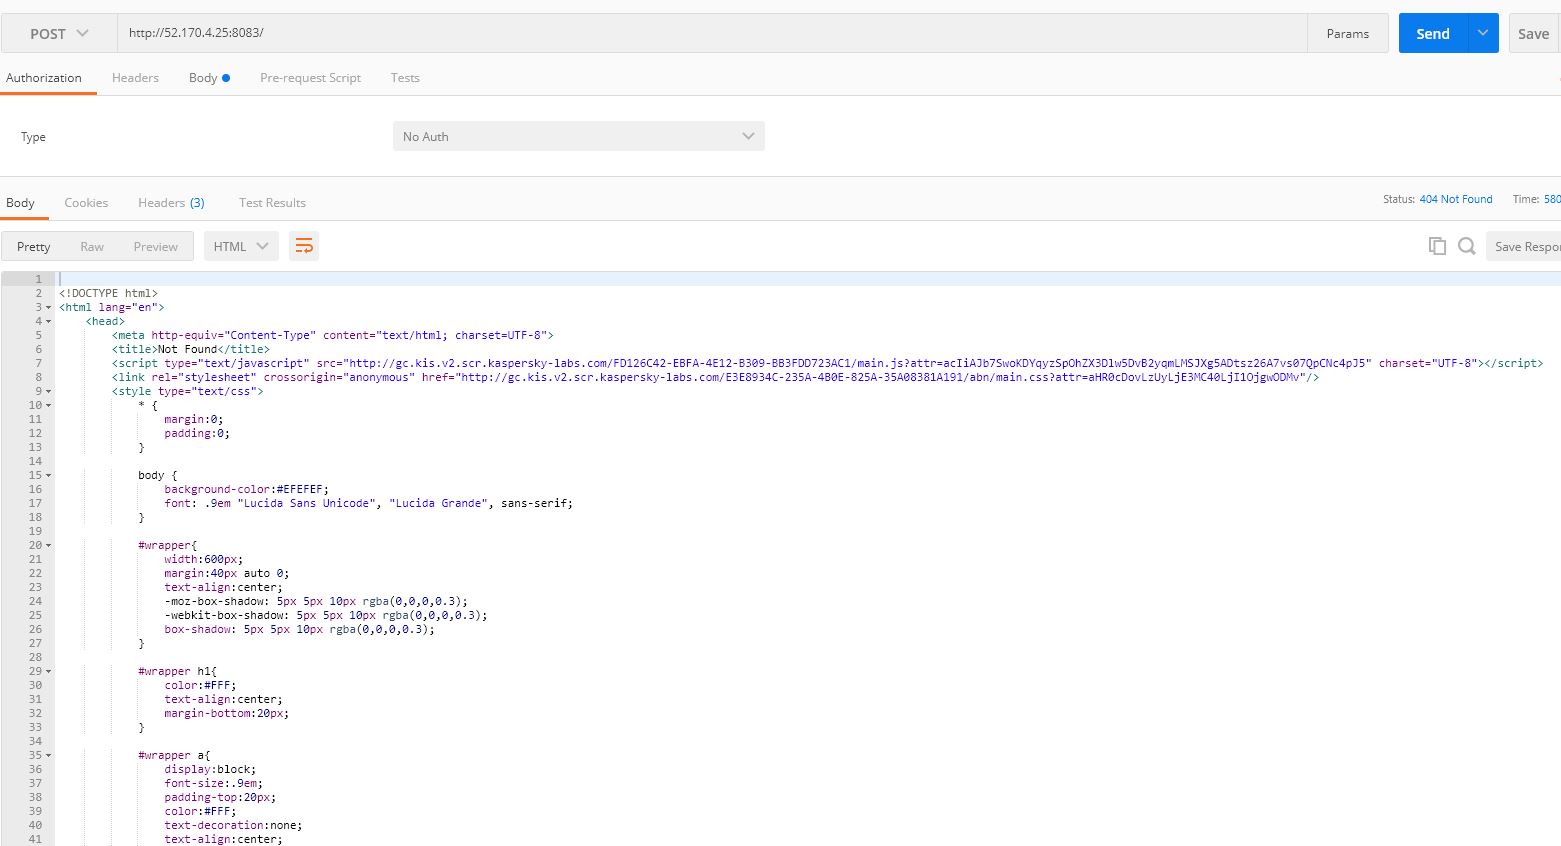 POST http://52.170.4.25:8083/ Params Send Save
Authorization Headers Body Pre-request Script Tests
Type No Auth
Body Cookies Headers (3) Test Results Status: 404 Not Found Time: 580
Pretty Raw Preview HTML Save Respo
1
2 <!DOCTYPE html>
3 <html lang="en">
4 <head>
5 <meta http-equiv="Content-Type" content="text/html; charset=UTF-8">
6 <title>Not Found</title>
7 <script type="text/javascript" src="http://gc.kis.v2.scr.kaspersky-labs.com/FD126C42-EBFA-4E12-B309-BB3FDD723AC1/main.js?attr=acIiAJb7SwoKDYqyzSpOhZX3Dlw5DvB2yqmLMSJXg5ADtsz26A7vs07QpCNc4pJ5" charset="UTF-8"></script>
8 <link rel="stylesheet" crossorigin="anonymous" href="http://gc.kis.v2.scr.kaspersky-labs.com/E3E8934C-235A-4B0E-825A-35A08381A191/abn/main.css?attr=aHR0cDovLzUyLjE3MC40LjI1OjgwODMv"/>
9 <style type="text/css">
10 * {
11 margin:0;
12 padding:0;
13 }
14
15 body {
16 background-color:#EFEFEF;
17 font: .9em "Lucida Sans Unicode", "Lucida Grande", sans-serif;
18 }
19
20 #wrapper{
21 width:600px;
22 margin:40px auto 0;
23 text-align:center;
24 -moz-box-shadow: 5px 5px 10px rgba(0,0,0,0.3);
25 -webkit-box-shadow: 5px 5px 10px rgba(0,0,0,0.3);
26 box-shadow: 5px 5px 10px rgba(0,0,0,0.3);
27 }
28
29 #wrapper h1{
30 color:#FFF;
31 text-align:center;
32 margin-bottom:20px;
33 }
34
35 #wrapper a{
36 display:block;
37 font-size:.9em;
38 padding-top:20px;
39 color:#FFF;
40 text-decoration:none;
41 text-align:center;